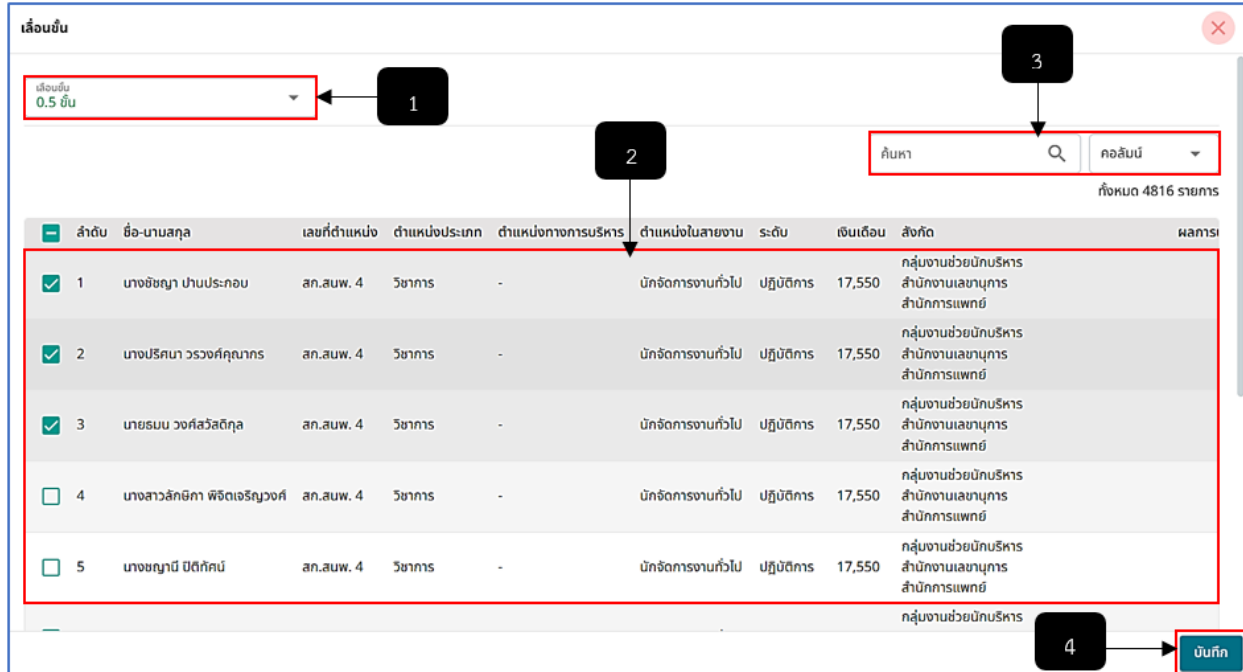 เลื่อนขั้น
3
เลื่อนขั้น
0.5 ขั้น
1
2
ค้นหา
คอลัมน์
ทั้งหมด 4816 รายการ
ลำดับ ชื่อ-นามสกุล เลขที่ตำแหน่ง ตำแหน่งประเภท ตำแหน่งทางการบริหาร ตำแหน่งในสายงาน ระดับ เงินเดือน สังกัด
กลุ่มงานช่วยนักบริหาร
1 นางชัชญา ปานประกอบ สก.สนพ. 4 วิชาการ - นักจัดการงานทั่วไป ปฏิบัติการ 17,550 สำนักงานเลขานุการ
สำนักการแพทย์
กลุ่มงานช่วยนักบริหาร
2 นางปริศนา วรวงศ์คุณากร สก.สนพ. 4 วิชาการ - นักจัดการงานทั่วไป ปฏิบัติการ 17,550 สำนักงานเลขานุการ
สำนักการแพทย์
กลุ่มงานช่วยนักบริหาร
3 นายธมน วงศ์สวัสดิกุล สก.สนพ. 4 วิชาการ - นักจัดการงานทั่วไป ปฏิบัติการ 17,550 สำนักงานเลขานุการ
สำนักการแพทย์
กลุ่มงานช่วยนักบริหาร
4 นางสาวลักษิกา พิจิตเจริญวงศ์ สก.สนพ. 4 วิชาการ - นักจัดการงานทั่วไป ปฏิบัติการ 17,550 สำนักงานเลขานุการ
สำนักการแพทย์
กลุ่มงานช่วยนักบริหาร
5 นางชญานี ปิติทัศน์ สก.สนพ. 4 วิชาการ - นักจัดการงานทั่วไป ปฏิบัติการ 17,550 สำนักงานเลขานุการ
สำนักการแพทย์
กลุ่มงานช่วยนักบริหาร
4
บันทึก